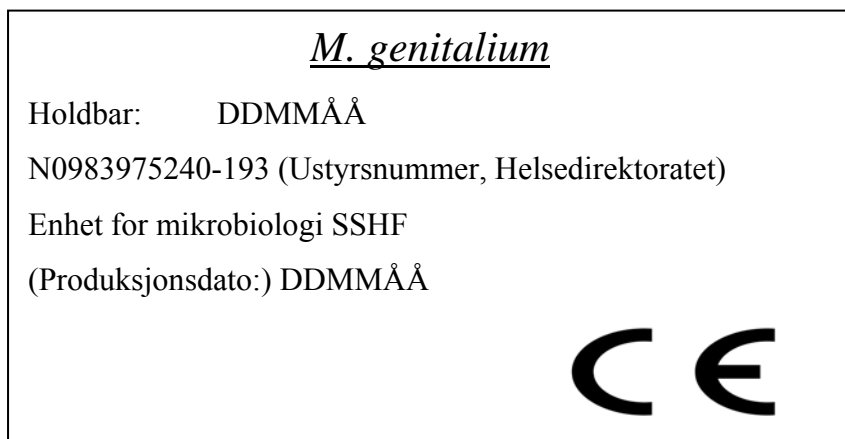 M. genitalium
Holdbar: DDMMÅÅ
N0983975240-193 (Ustyrsnummer, Helsedirektoratet)
Enhet for mikrobiologi SSHF
(Produksjonsdato:) DDMMÅÅ
CE